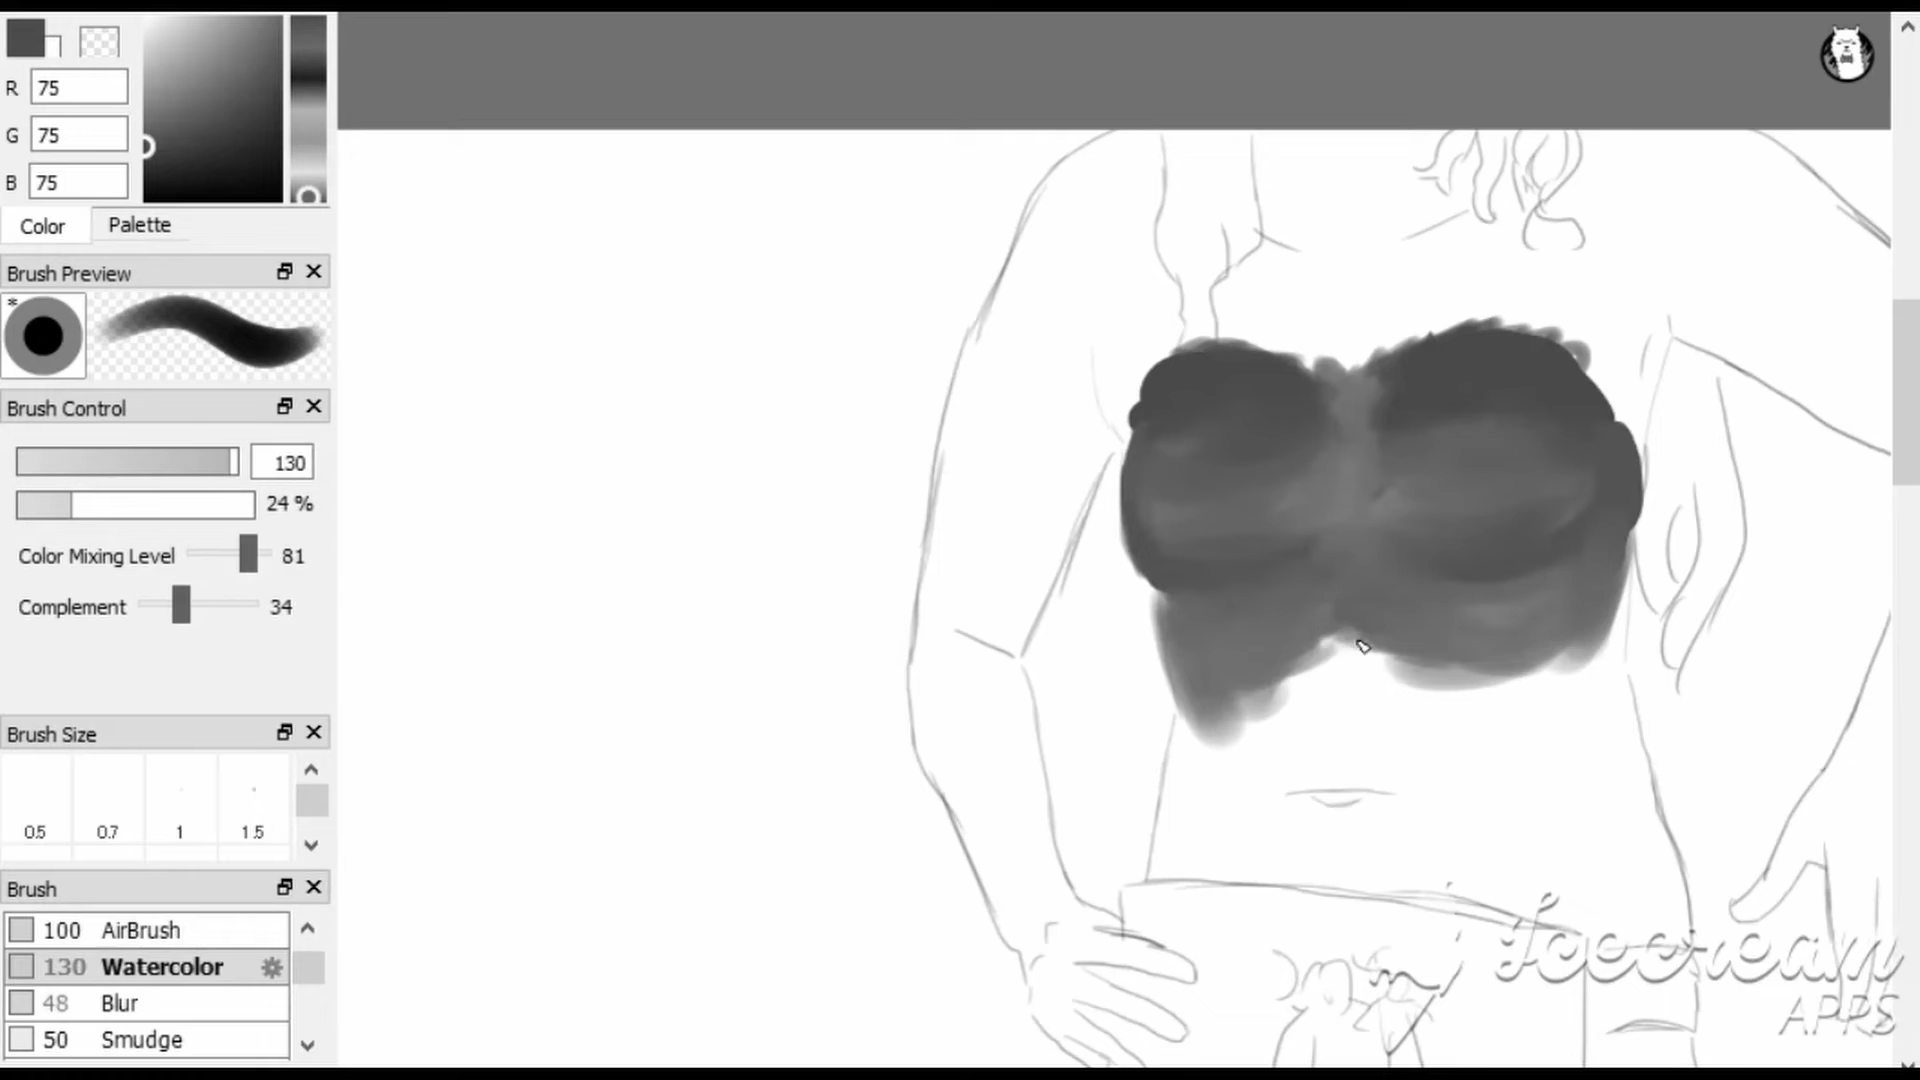 R 75
G 75
B 75
Color Palette
Brush Preview
*
Brush Control
130
24 %
Color Mixing Level 81
Complement 34
Brush Size
0.5 0.7 1 1.5
Brush
100 AirBrush
130 Watercolor
48 Blur
50 Smudge
Icecream
APPS